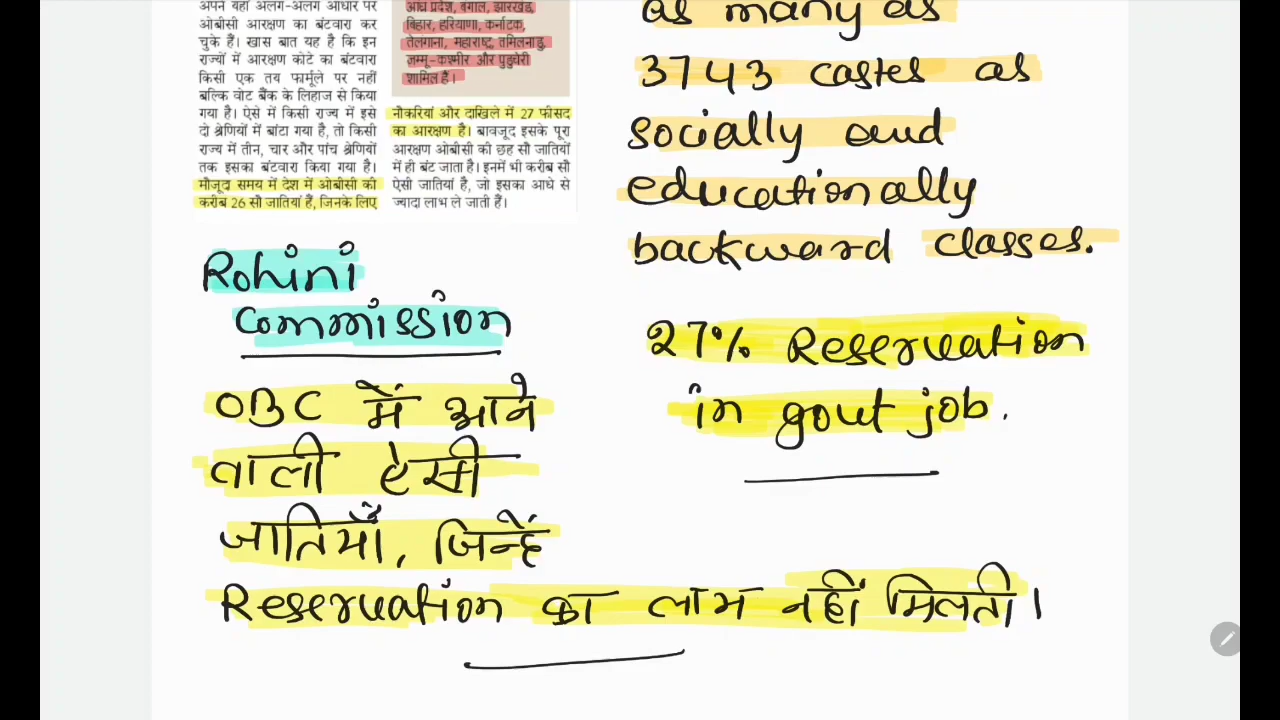 अपने यहां अलग-अलग आधार पर
ओबीसी आरक्षण का बंटवारा कर
चुके हैं। खास बात यह है कि इन
राज्यों में आरक्षण कोटे का बंटवारा
किसी एक तय फार्मूले पर नहीं
बल्कि वोट बैंक के लिहाज से किया
गया है। ऐसे में किसी राज्य में इसे
दो श्रेणियों में बांटा गया है, तो किसी
राज्य में तीन, चार और पांच श्रेणियों
तक इसका बंटवारा किया गया है।
मौजूदा समय में देश में ओबीसी की
करीब 26 सौ जातियां हैं, जिनके लिए
आंध्र प्रदेश, बंगाल, झारखंड,
बिहार, हरियाणा, कर्नाटक,
तेलंगाना, महाराष्ट्र, तमिलनाडु,
जम्मू-कश्मीर और पुडुचेरी
शामिल हैं।
नौकरियां और दाखिले में 27 फीसद
का आरक्षण है। बावजूद इसके पूरा
आरक्षण ओबीसी की छह सौ जातियों
में ही बंट जाता है। इनमें भी करीब सौ
ऐसी जातियां है, जो इसका आधे से
ज्यादा लाभ ले जाती हैं।
as many as
3743 castes as
socially and
educationally
backward classes.
27% Reservation
in govt job.
Rohini
Commission
OBC में आने
वाली ऐसी
जातियाँ, जिन्हें
Reservation का लाभ नहीं मिलती।